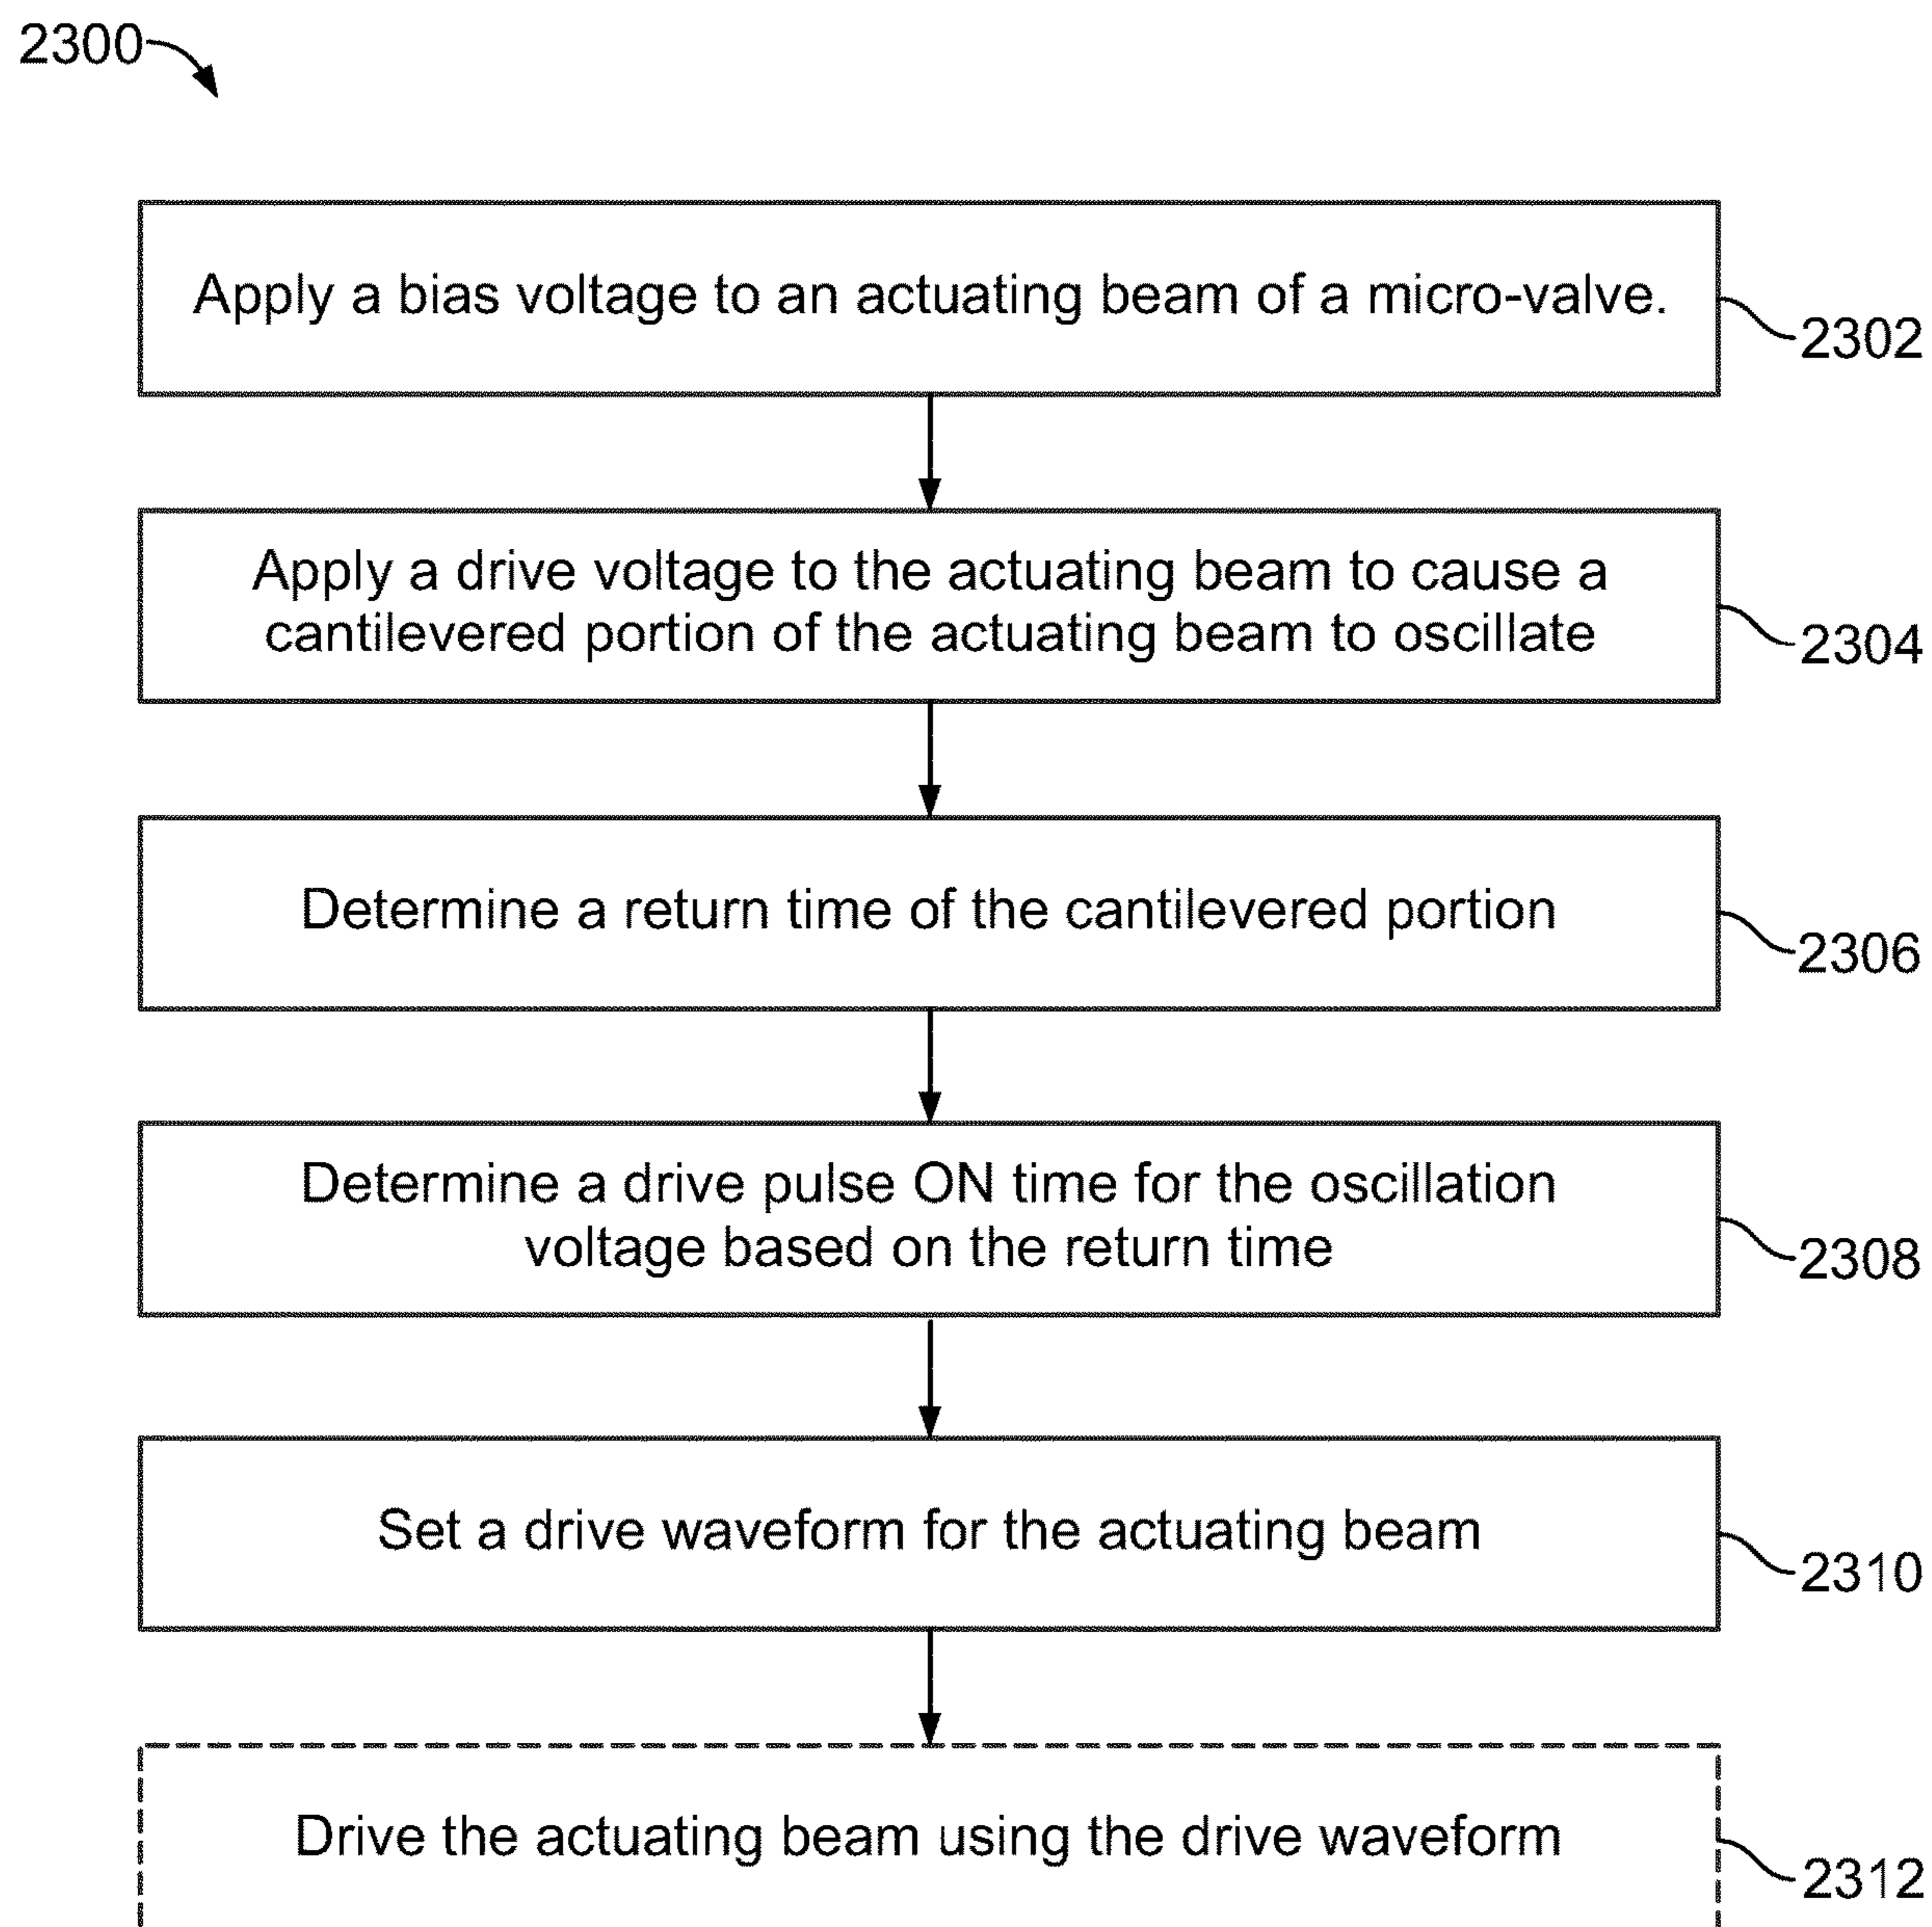 2300
Apply a bias voltage to an actuating beam of a micro-valve.
2302
Apply a drive voltage to the actuating beam to cause a
cantilevered portion of the actuating beam to oscillate
2304
Determine a return time of the cantilevered portion
2306
Determine a drive pulse ON time for the oscillation
voltage based on the return time
2308
Set a drive waveform for the actuating beam
2310
Drive the actuating beam using the drive waveform
2312